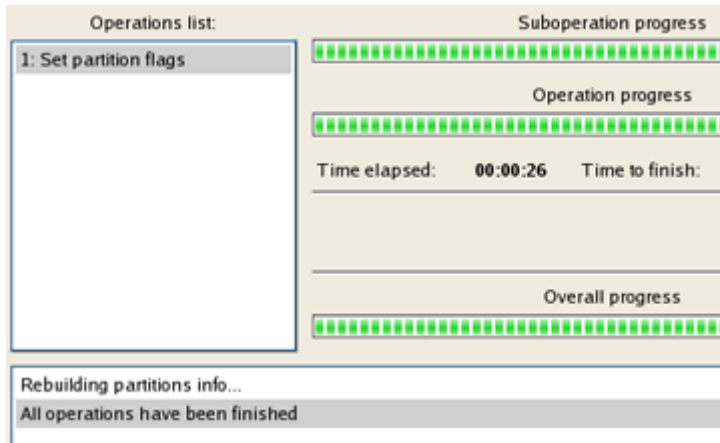 Operations list:
1: Set partition flags
Suboperation progress
Operation progress
Time elapsed: 00:00:26 Time to finish:
Overall progress
Rebuilding partitions info...
All operations have been finished